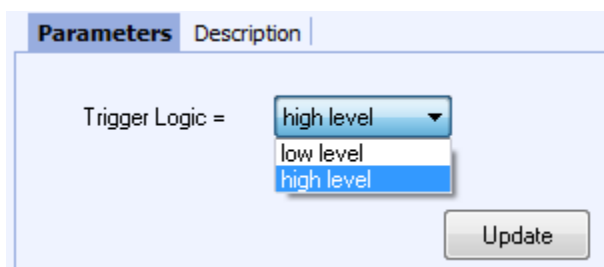 Parameters Description
Trigger Logic = high level
low level
high level
Update